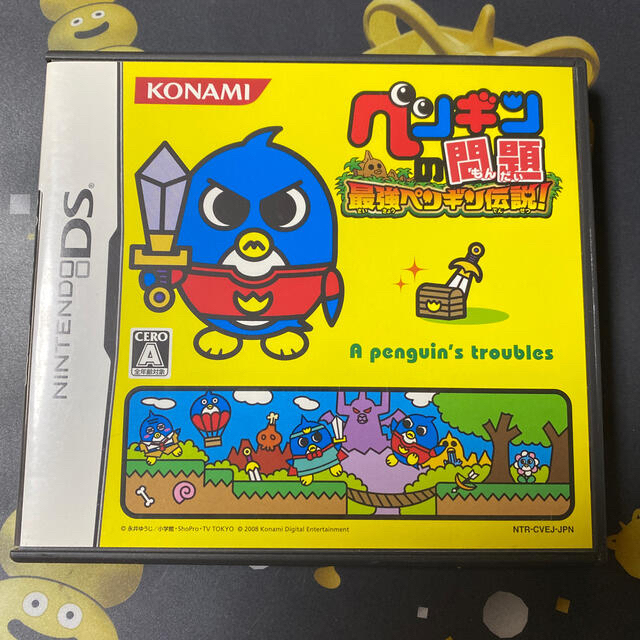 KONAMI
ペンギン
の問題
もんだい
最強ペンギン伝説!
さいきょう でんせつ
NINTENDO DS
A penguin's troubles
CERO
A
全年齢対象
© 永井ゆうじ/小学館・ShoPro・TV TOKYO © 2008 Konami Digital Entertainment
NTR-CVEJ-JPN